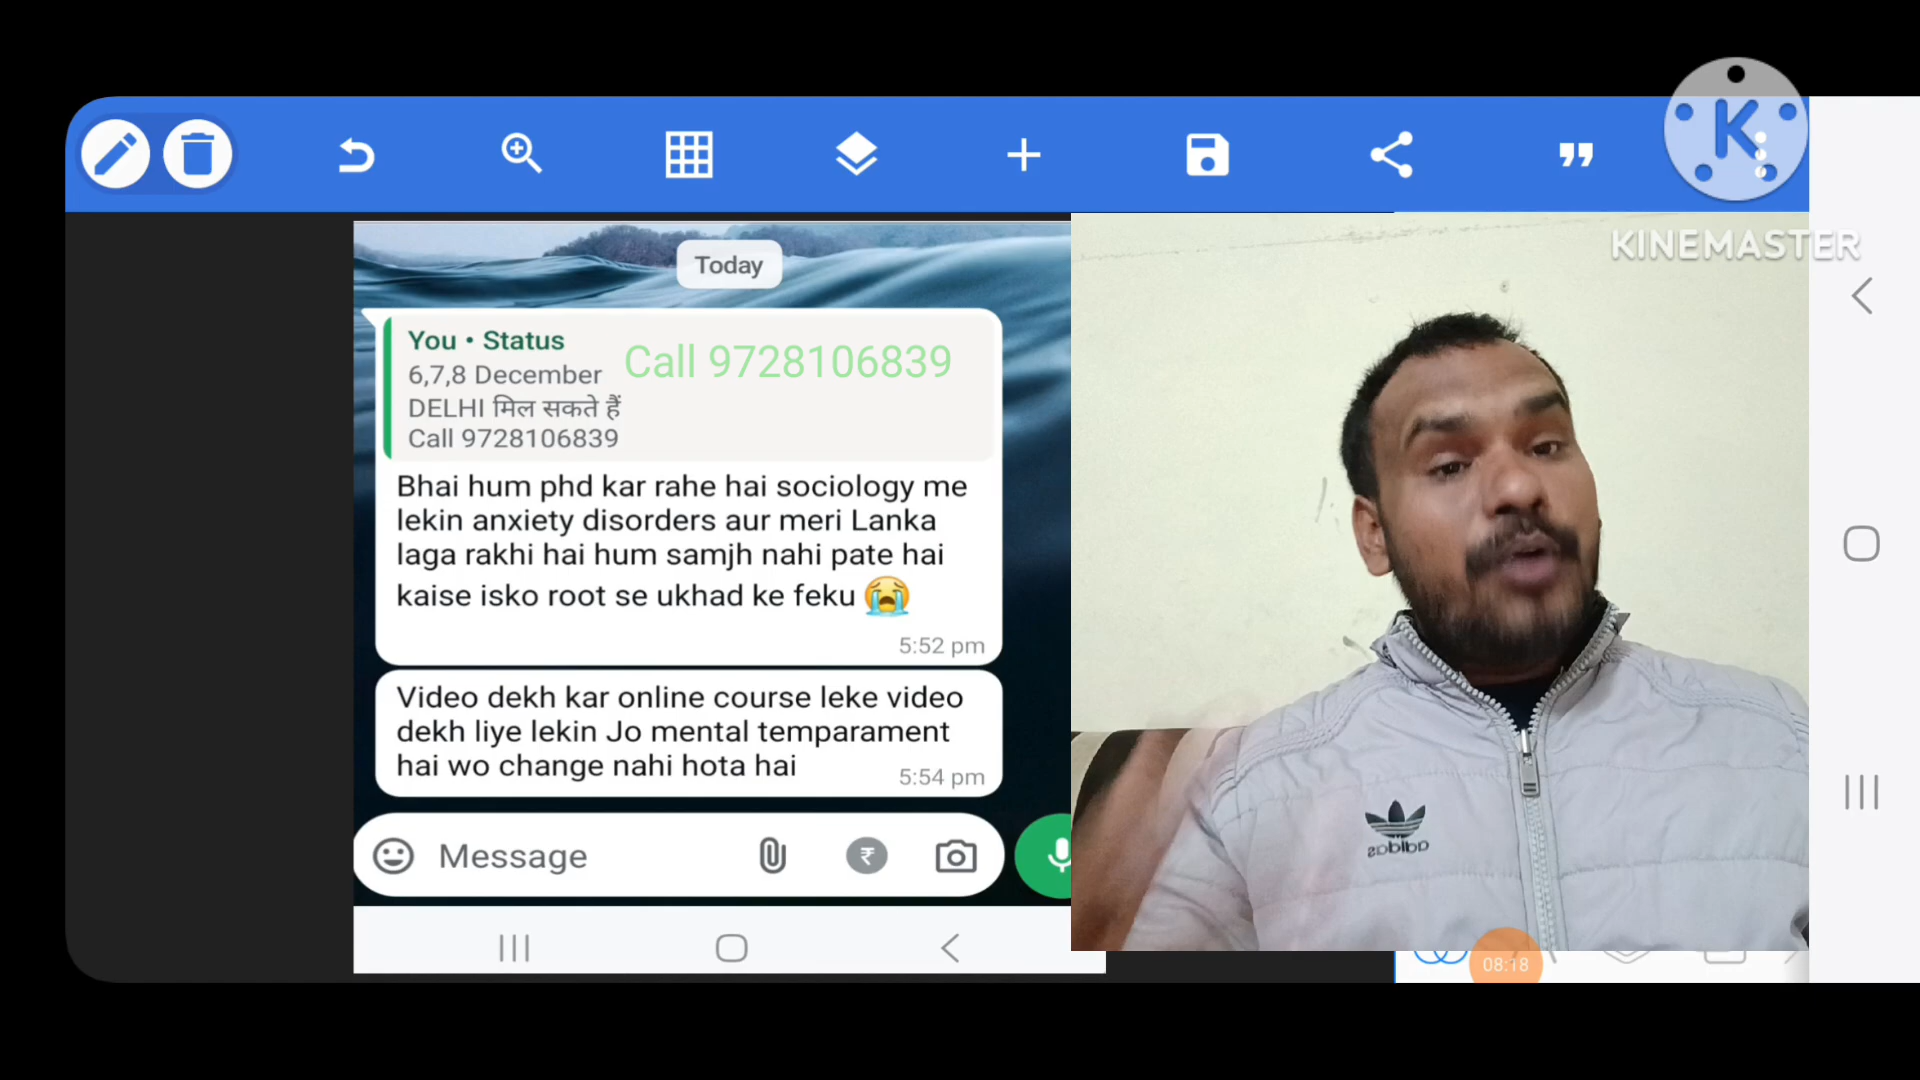 KINEMASTER
Today
You • Status
6,7,8 December
DELHI मिल सकते हैं
Call 9728106839
Call 9728106839
Bhai hum phd kar rahe hai sociology me
lekin anxiety disorders aur meri Lanka
laga rakhi hai hum samjh nahi pate hai
kaise isko root se ukhad ke feku 😭
5:52 pm
Video dekh kar online course leke video
dekh liye lekin Jo mental temparament
hai wo change nahi hota hai
5:54 pm
Message
adidas
08:18